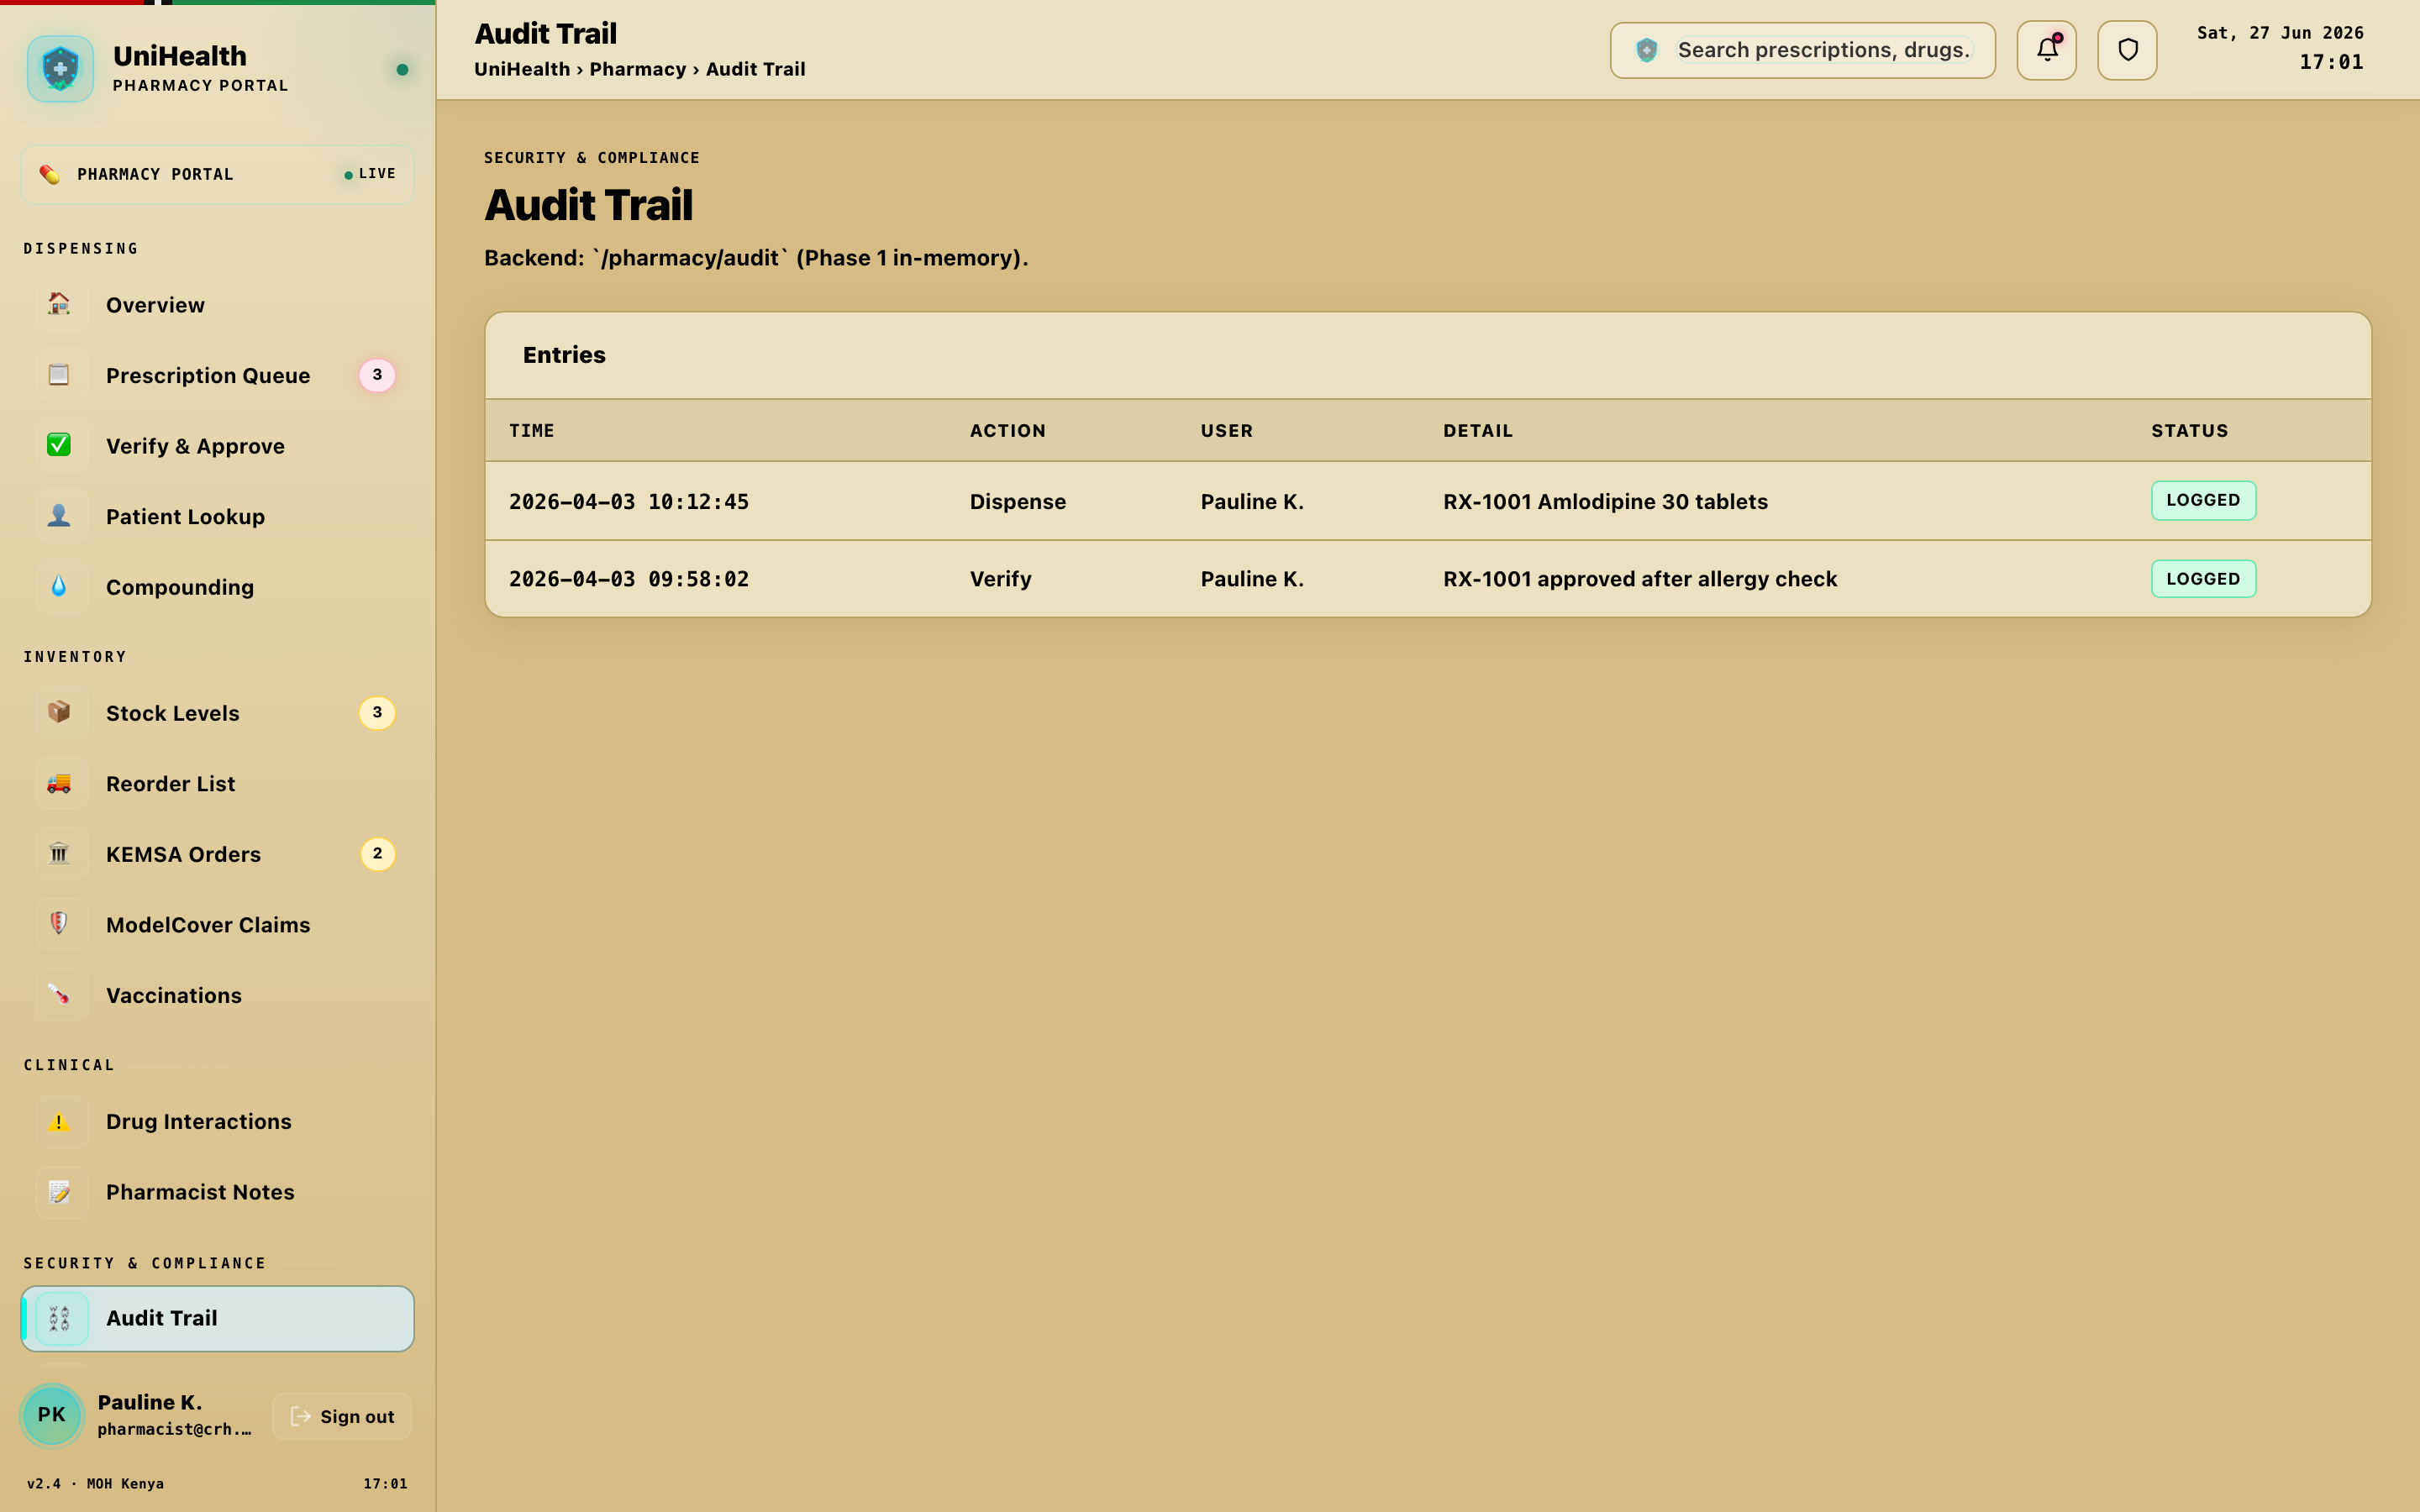 UniHealth
PHARMACY PORTAL
PHARMACY PORTAL
LIVE
DISPENSING
Overview
Prescription Queue 3
Verify & Approve
Patient Lookup
Compounding
INVENTORY
Stock Levels 3
Reorder List
KEMSA Orders 2
ModelCover Claims
Vaccinations
CLINICAL
Drug Interactions
Pharmacist Notes
SECURITY & COMPLIANCE
Audit Trail
PK
Pauline K.
pharmacist@crh.…
Sign out
v2.4 · MOH Kenya 17:01
Audit Trail
UniHealth › Pharmacy › Audit Trail
Search prescriptions, drugs.
Sat, 27 Jun 2026
17:01
SECURITY & COMPLIANCE
Audit Trail
Backend: `/pharmacy/audit` (Phase 1 in-memory).
Entries
TIME ACTION USER DETAIL STATUS
2026-04-03 10:12:45 Dispense Pauline K. RX-1001 Amlodipine 30 tablets LOGGED
2026-04-03 09:58:02 Verify Pauline K. RX-1001 approved after allergy check LOGGED